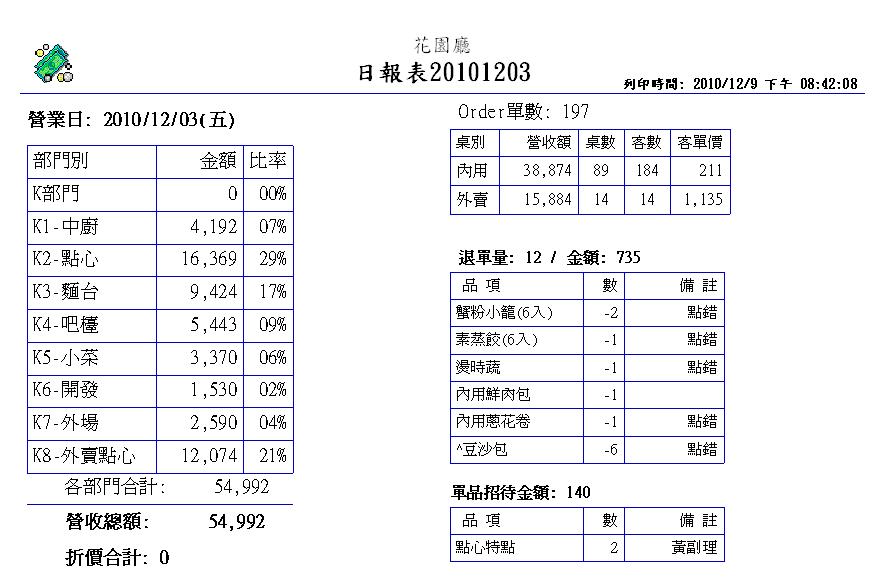 花園廳
日報表20101203
列印時間: 2010/12/9 下午 08:42:08
營業日: 2010/12/03(五)
部門別 金額 比率
K部門 0 00%
K1-中廚 4,192 07%
K2-點心 16,369 29%
K3-麵台 9,424 17%
K4-吧檯 5,443 09%
K5-小菜 3,370 06%
K6-開發 1,530 02%
K7-外場 2,590 04%
K8-外賣點心 12,074 21%
各部門合計: 54,992
營收總額: 54,992
折價合計: 0
Order單數: 197
桌別 營收額 桌數 客數 客單價
內用 38,874 89 184 211
外賣 15,884 14 14 1,135
退單量: 12 / 金額: 735
品 項 數 備 註
蟹粉小籠(6入) -2 點錯
素蒸餃(6入) -1 點錯
燙時蔬 -1 點錯
內用鮮肉包 -1
內用蔥花卷 -1 點錯
^豆沙包 -6 點錯
單品招待金額: 140
品 項 數 備 註
點心特點 2 黃副理